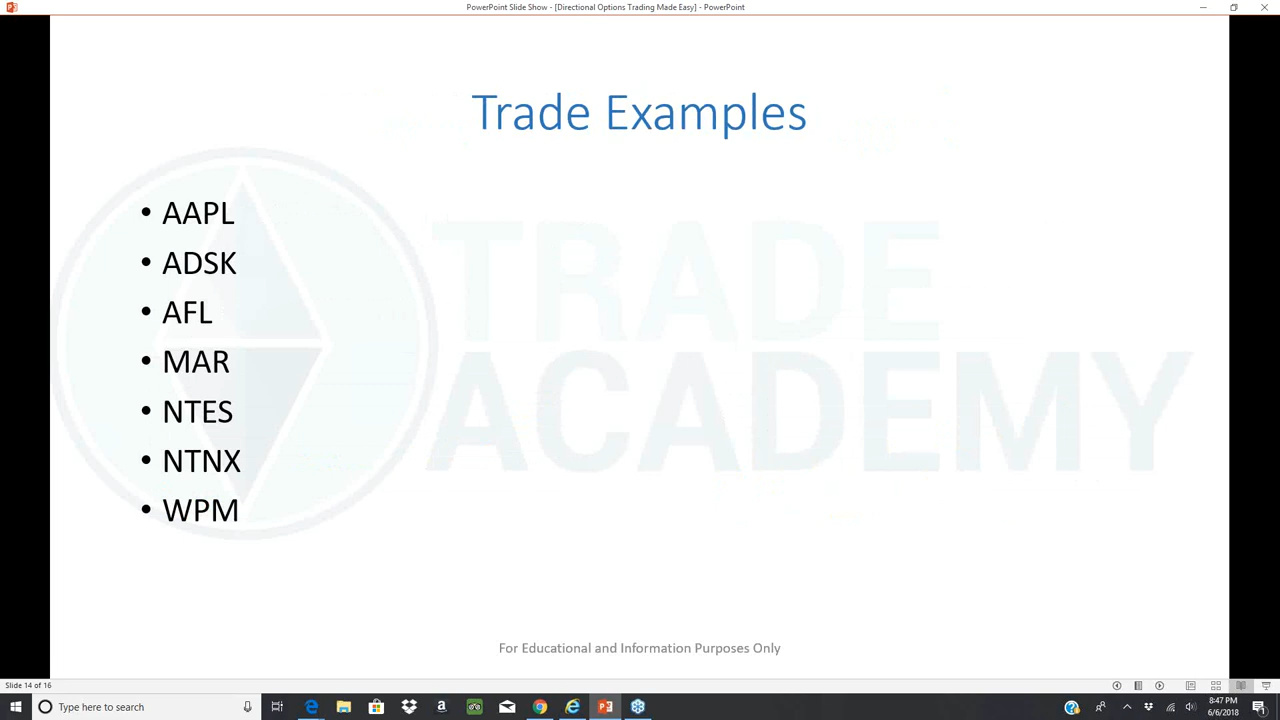 PowerPoint Slide Show - [Directional Options Trading Made Easy] - PowerPoint
Trade Examples
• AAPL
• ADSK
• AFL
• MAR
• NTES
• NTNX
• WPM
TRADE
ACADEMY
For Educational and Information Purposes Only
Slide 14 of 16
Type here to search
8:47 PM
6/6/2018